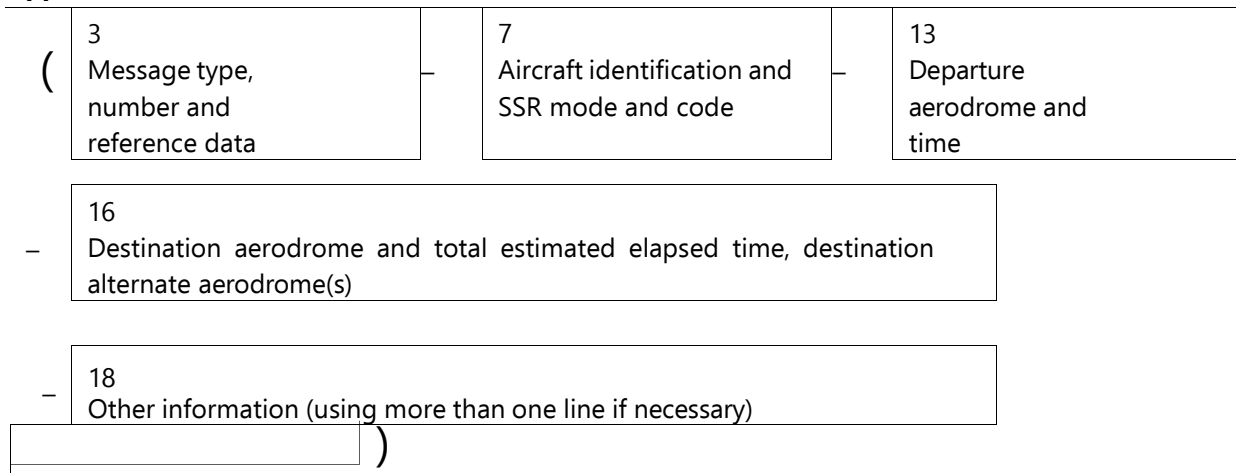 3 7 13
( Message type, – Aircraft identification and – Departure
number and SSR mode and code aerodrome and
reference data time
16
– Destination aerodrome and total estimated elapsed time, destination
alternate aerodrome(s)
18
– Other information (using more than one line if necessary)
)